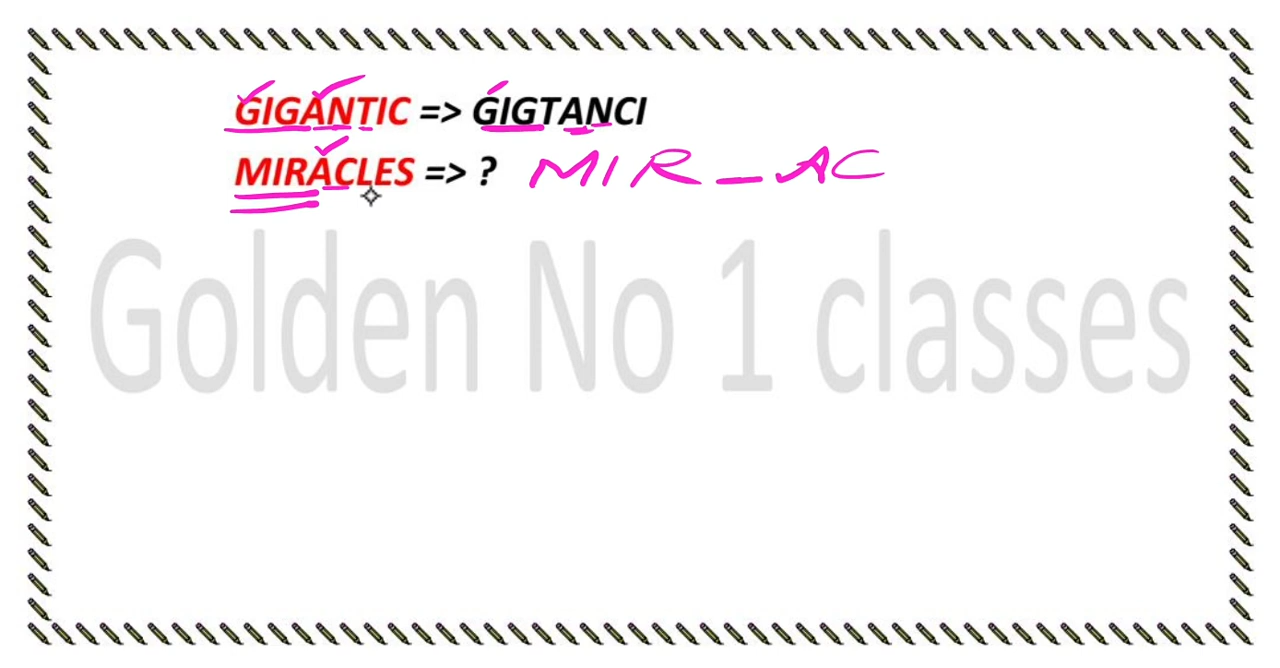 GIGANTIC => GIGTANCI
MIRACLES => ? MIR_AC
Golden No 1 classes